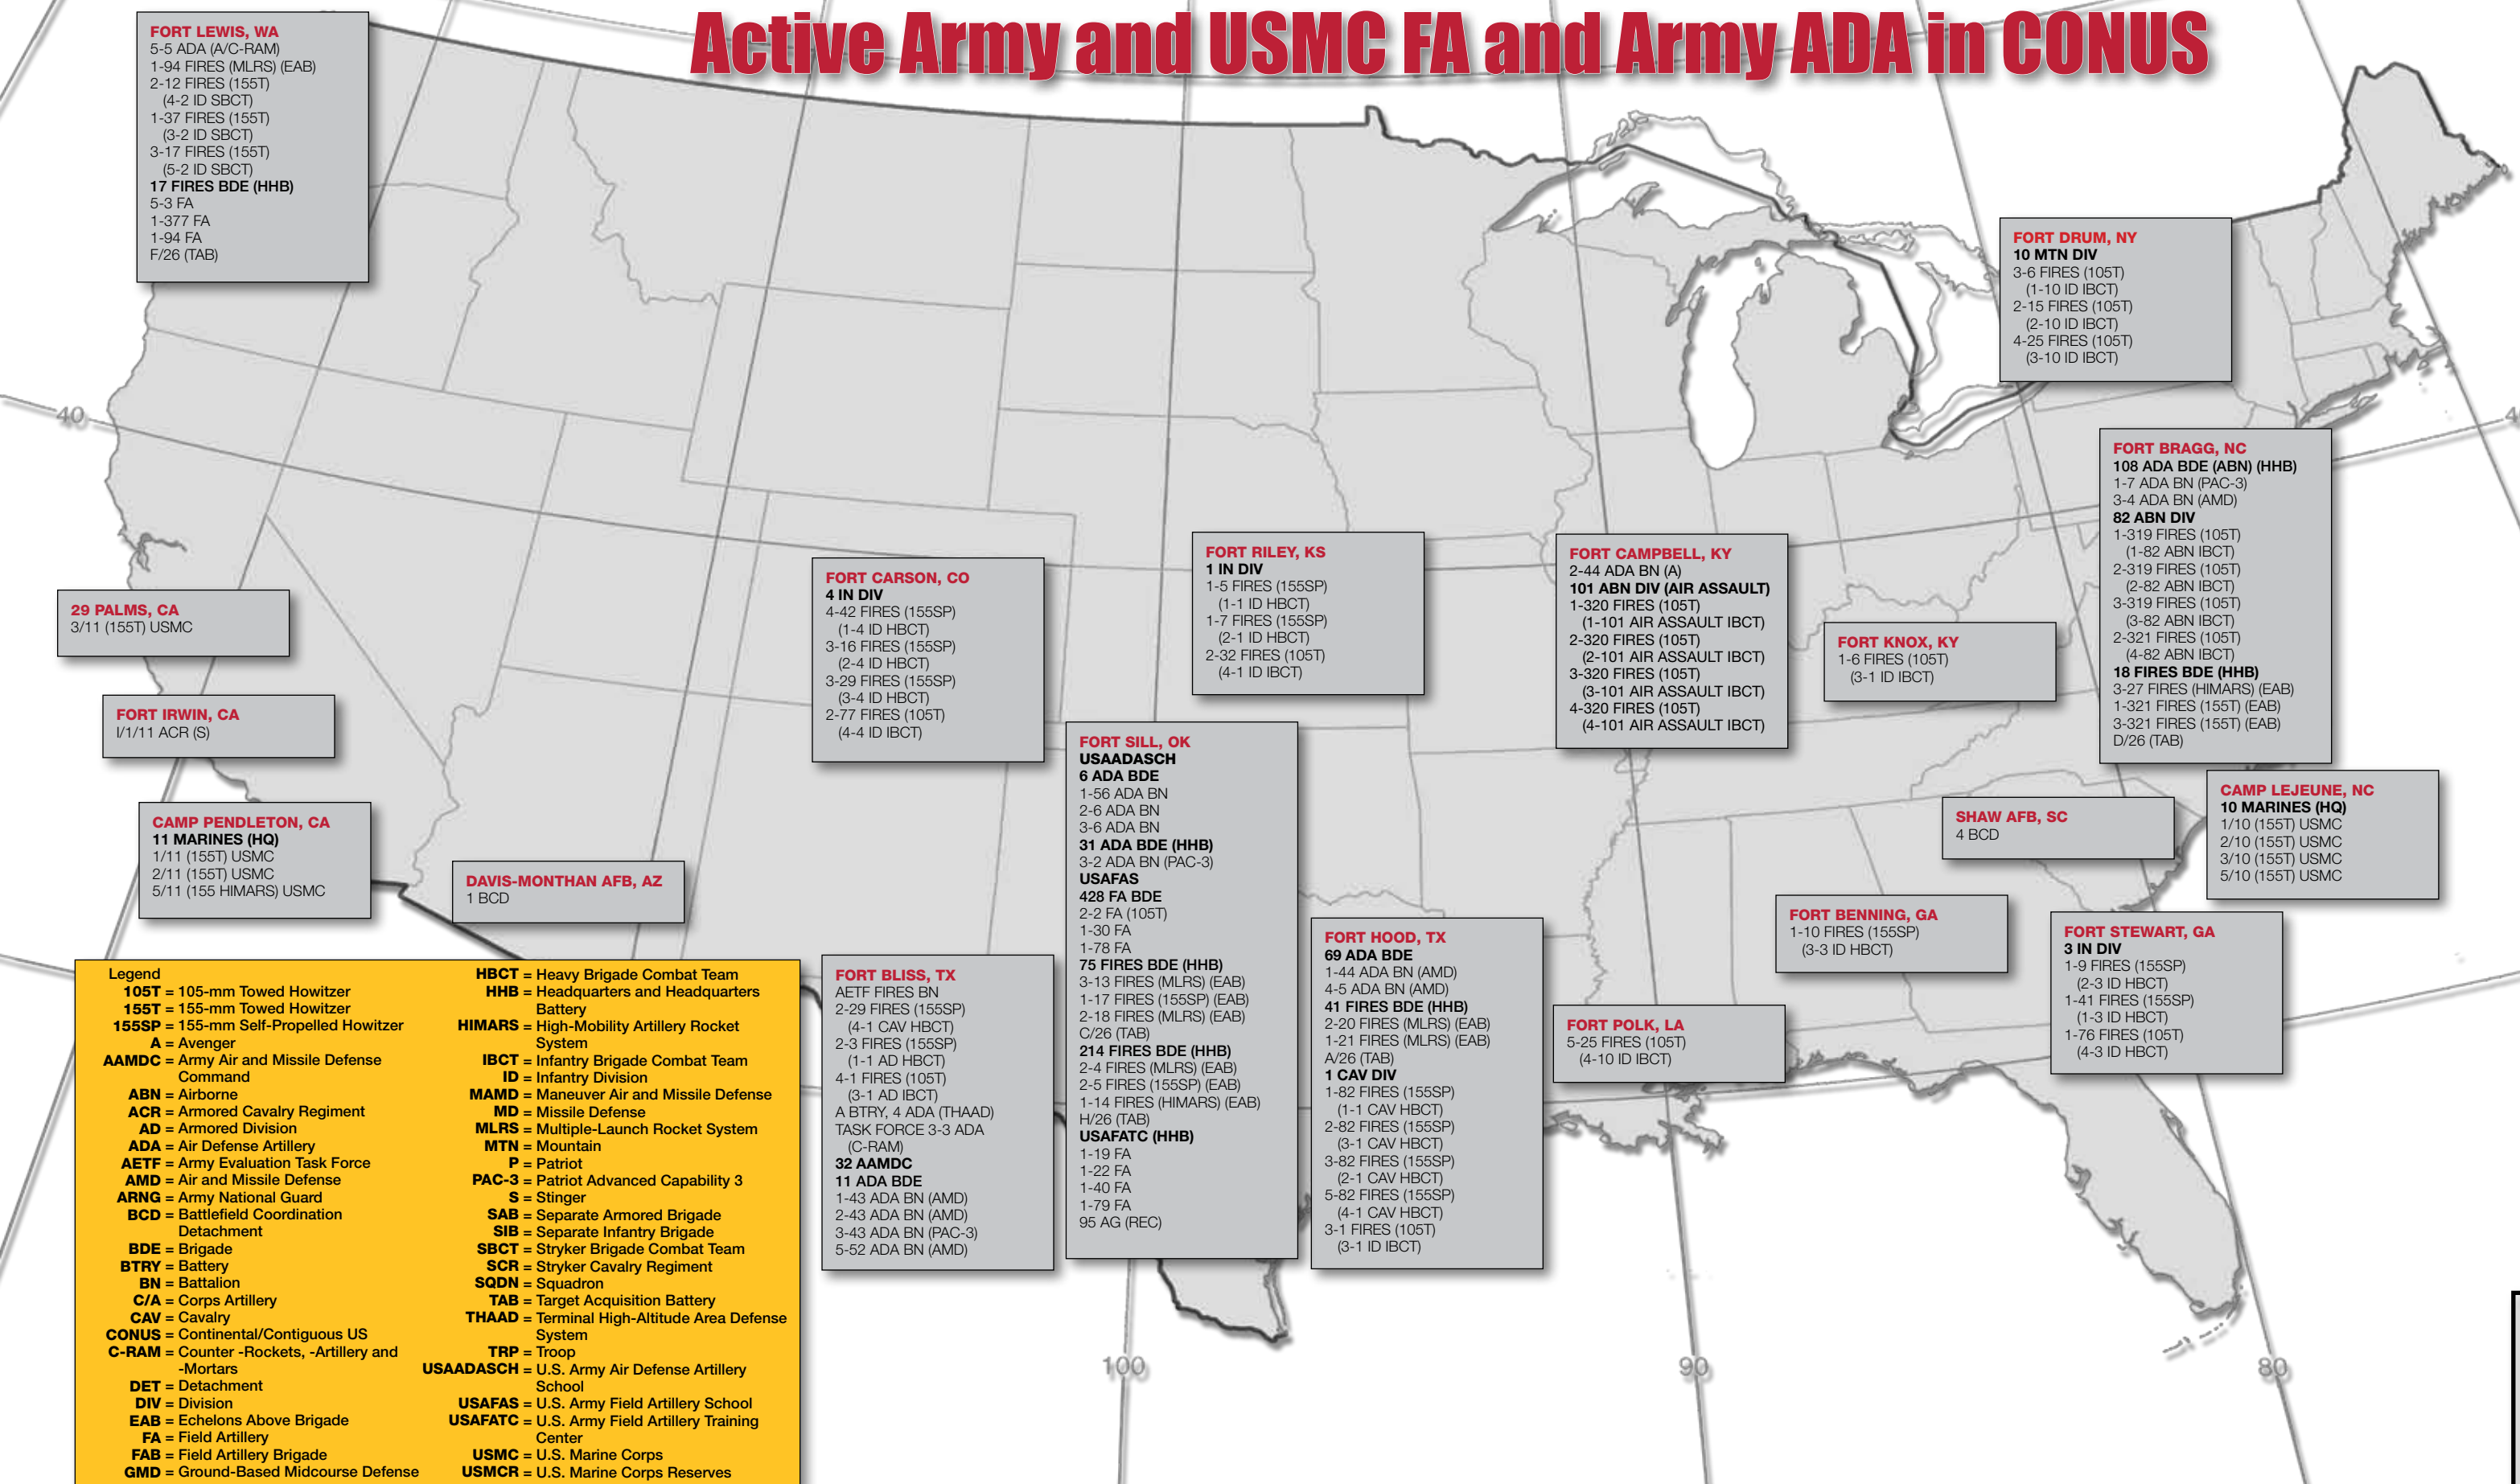 Active Army and USMC FA and Army ADA in CONUS
FORT LEWIS, WA
5-5 ADA (A/C-RAM)
1-94 FIRES (MLRS) (EAB)
2-12 FIRES (155T)
(4-2 ID SBCT)
1-37 FIRES (155T)
(3-2 ID SBCT)
3-17 FIRES (155T)
(5-2 ID SBCT)
17 FIRES BDE (HHB)
5-3 FA
1-377 FA
1-94 FA
F/26 (TAB)
FORT DRUM, NY
10 MTN DIV
3-6 FIRES (105T)
(1-10 ID IBCT)
2-15 FIRES (105T)
(2-10 ID IBCT)
4-25 FIRES (105T)
(3-10 ID IBCT)
40
4
FORT BRAGG, NC
108 ADA BDE (ABN) (HHB)
1-7 ADA BN (PAC-3)
3-4 ADA BN (AMD)
82 ABN DIV
1-319 FIRES (105T)
(1-82 ABN IBCT)
2-319 FIRES (105T)
(2-82 ABN IBCT)
3-319 FIRES (105T)
(3-82 ABN IBCT)
2-321 FIRES (105T)
(4-82 ABN IBCT)
18 FIRES BDE (HHB)
3-27 FIRES (HIMARS) (EAB)
1-321 FIRES (155T) (EAB)
3-321 FIRES (155T) (EAB)
D/26 (TAB)
29 PALMS, CA
3/11 (155T) USMC
FORT IRWIN, CA
I/1/11 ACR (S)
CAMP PENDLETON, CA
11 MARINES (HQ)
1/11 (155T) USMC
2/11 (155T) USMC
5/11 (155 HIMARS) USMC
DAVIS-MONTHAN AFB, AZ
1 BCD
FORT CARSON, CO
4 IN DIV
4-42 FIRES (155SP)
(1-4 ID HBCT)
3-16 FIRES (155SP)
(2-4 ID HBCT)
3-29 FIRES (155SP)
(3-4 ID HBCT)
2-77 FIRES (105T)
(4-4 ID IBCT)
FORT RILEY, KS
1 IN DIV
1-5 FIRES (155SP)
(1-1 ID HBCT)
1-7 FIRES (155SP)
(2-1 ID HBCT)
2-32 FIRES (105T)
(4-1 ID IBCT)
FORT CAMPBELL, KY
2-44 ADA BN (A)
101 ABN DIV (AIR ASSAULT)
1-320 FIRES (105T)
(1-101 AIR ASSAULT IBCT)
2-320 FIRES (105T)
(2-101 AIR ASSAULT IBCT)
3-320 FIRES (105T)
(3-101 AIR ASSAULT IBCT)
4-320 FIRES (105T)
(4-101 AIR ASSAULT IBCT)
FORT KNOX, KY
1-6 FIRES (105T)
(3-1 ID IBCT)
FORT SILL, OK
USAADASCH
6 ADA BDE
1-56 ADA BN
2-6 ADA BN
3-6 ADA BN
31 ADA BDE (HHB)
3-2 ADA BN (PAC-3)
USAFAS
428 FA BDE
2-2 FA (105T)
1-30 FA
1-78 FA
75 FIRES BDE (HHB)
3-13 FIRES (MLRS) (EAB)
1-17 FIRES (155SP) (EAB)
2-18 FIRES (MLRS) (EAB)
C/26 (TAB)
214 FIRES BDE (HHB)
2-4 FIRES (MLRS) (EAB)
2-5 FIRES (155SP) (EAB)
1-14 FIRES (HIMARS) (EAB)
H/26 (TAB)
USAFATC (HHB)
1-19 FA
1-22 FA
1-40 FA
1-79 FA
95 AG (REC)
CAMP LEJEUNE, NC
10 MARINES (HQ)
1/10 (155T) USMC
2/10 (155T) USMC
3/10 (155T) USMC
5/10 (155T) USMC
SHAW AFB, SC
4 BCD
FORT BENNING, GA
1-10 FIRES (155SP)
(3-3 ID HBCT)
FORT STEWART, GA
3 IN DIV
1-9 FIRES (155SP)
(2-3 ID HBCT)
1-41 FIRES (155SP)
(1-3 ID HBCT)
1-76 FIRES (105T)
(4-3 ID HBCT)
FORT HOOD, TX
69 ADA BDE
1-44 ADA BN (AMD)
4-5 ADA BN (AMD)
41 FIRES BDE (HHB)
2-20 FIRES (MLRS) (EAB)
1-21 FIRES (MLRS) (EAB)
A/26 (TAB)
1 CAV DIV
1-82 FIRES (155SP)
(1-1 CAV HBCT)
2-82 FIRES (155SP)
(3-1 CAV HBCT)
3-82 FIRES (155SP)
(2-1 CAV HBCT)
5-82 FIRES (155SP)
(4-1 CAV HBCT)
3-1 FIRES (105T)
(3-1 ID IBCT)
FORT POLK, LA
5-25 FIRES (105T)
(4-10 ID IBCT)
FORT BLISS, TX
AETF FIRES BN
2-29 FIRES (155SP)
(4-1 CAV HBCT)
2-3 FIRES (155SP)
(1-1 AD HBCT)
4-1 FIRES (105T)
(3-1 AD IBCT)
A BTRY, 4 ADA (THAAD)
TASK FORCE 3-3 ADA
(C-RAM)
32 AAMDC
11 ADA BDE
1-43 ADA BN (AMD)
2-43 ADA BN (AMD)
3-43 ADA BN (PAC-3)
5-52 ADA BN (AMD)
Legend
105T = 105-mm Towed Howitzer
155T = 155-mm Towed Howitzer
155SP = 155-mm Self-Propelled Howitzer
A = Avenger
AAMDC = Army Air and Missile Defense
Command
ABN = Airborne
ACR = Armored Cavalry Regiment
AD = Armored Division
ADA = Air Defense Artillery
AETF = Army Evaluation Task Force
AMD = Air and Missile Defense
ARNG = Army National Guard
BCD = Battlefield Coordination
Detachment
BDE = Brigade
BTRY = Battery
BN = Battalion
C/A = Corps Artillery
CAV = Cavalry
CONUS = Continental/Contiguous US
C-RAM = Counter -Rockets, -Artillery and
-Mortars
DET = Detachment
DIV = Division
EAB = Echelons Above Brigade
FA = Field Artillery
FAB = Field Artillery Brigade
GMD = Ground-Based Midcourse Defense
HBCT = Heavy Brigade Combat Team
HHB = Headquarters and Headquarters
Battery
HIMARS = High-Mobility Artillery Rocket
System
IBCT = Infantry Brigade Combat Team
ID = Infantry Division
MAMD = Maneuver Air and Missile Defense
MD = Missile Defense
MLRS = Multiple-Launch Rocket System
MTN = Mountain
P = Patriot
PAC-3 = Patriot Advanced Capability 3
S = Stinger
SAB = Separate Armored Brigade
SIB = Separate Infantry Brigade
SBCT = Stryker Brigade Combat Team
SCR = Stryker Cavalry Regiment
SQDN = Squadron
TAB = Target Acquisition Battery
THAAD = Terminal High-Altitude Area Defense
System
TRP = Troop
USAADASCH = U.S. Army Air Defense Artillery
School
USAFAS = U.S. Army Field Artillery School
USAFATC = U.S. Army Field Artillery Training
Center
USMC = U.S. Marine Corps
USMCR = U.S. Marine Corps Reserves
100
90
80